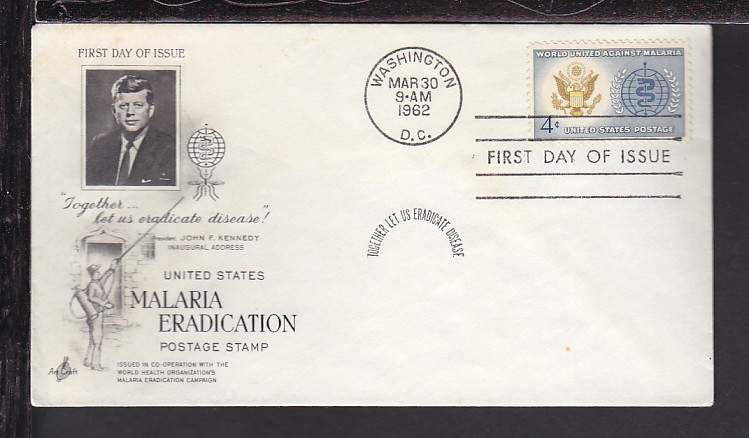 FIRST DAY OF ISSUE
"Together...
let us eradicate disease!"
President JOHN F. KENNEDY
INAUGURAL ADDRESS
UNITED STATES
MALARIA
ERADICATION
POSTAGE STAMP
ISSUED IN CO-OPERATION WITH THE
WORLD HEALTH ORGANIZATION'S
MALARIA ERADICATION CAMPAIGN
Art Craft
WASHINGTON
MAR 30
9-AM
1962
D.C.
TOGETHER LET US ERADICATE DISEASE
WORLD UNITED AGAINST MALARIA
4¢
UNITED STATES POSTAGE
FIRST DAY OF ISSUE